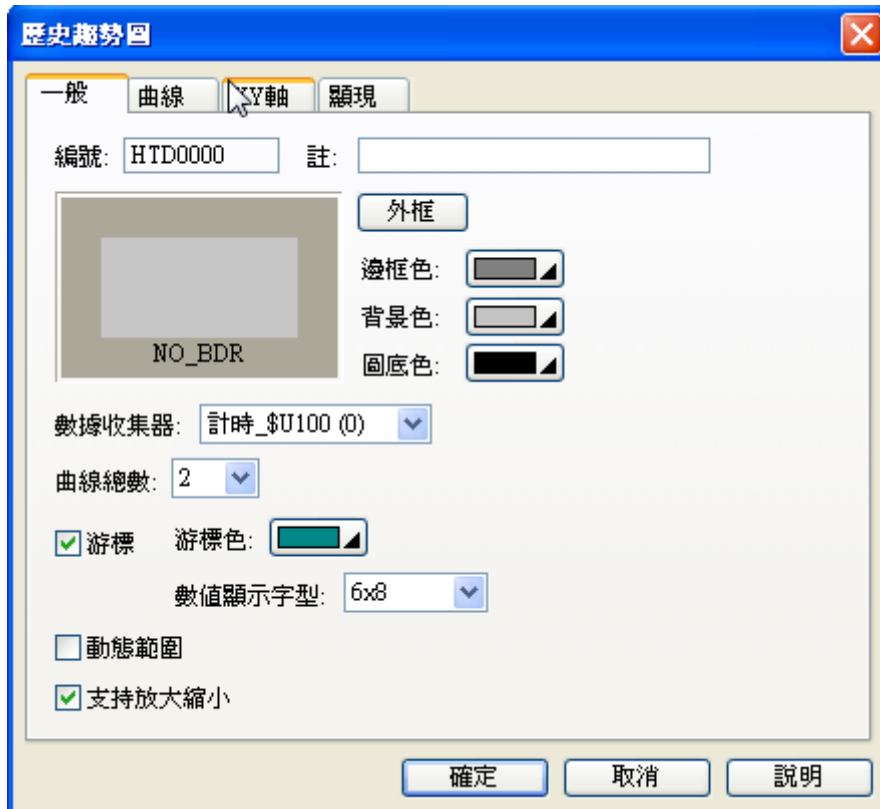 歷史趨勢圖
一般 曲線 XY軸 顯現
編號: HTD0000 註:
外框
邊框色:
背景色:
NO_BDR
圖底色:
數據收集器: 計時_$U100 (0)
曲線總數: 2
游標 游標色:
數值顯示字型: 6x8
動態範圍
支持放大縮小
確定 取消 說明